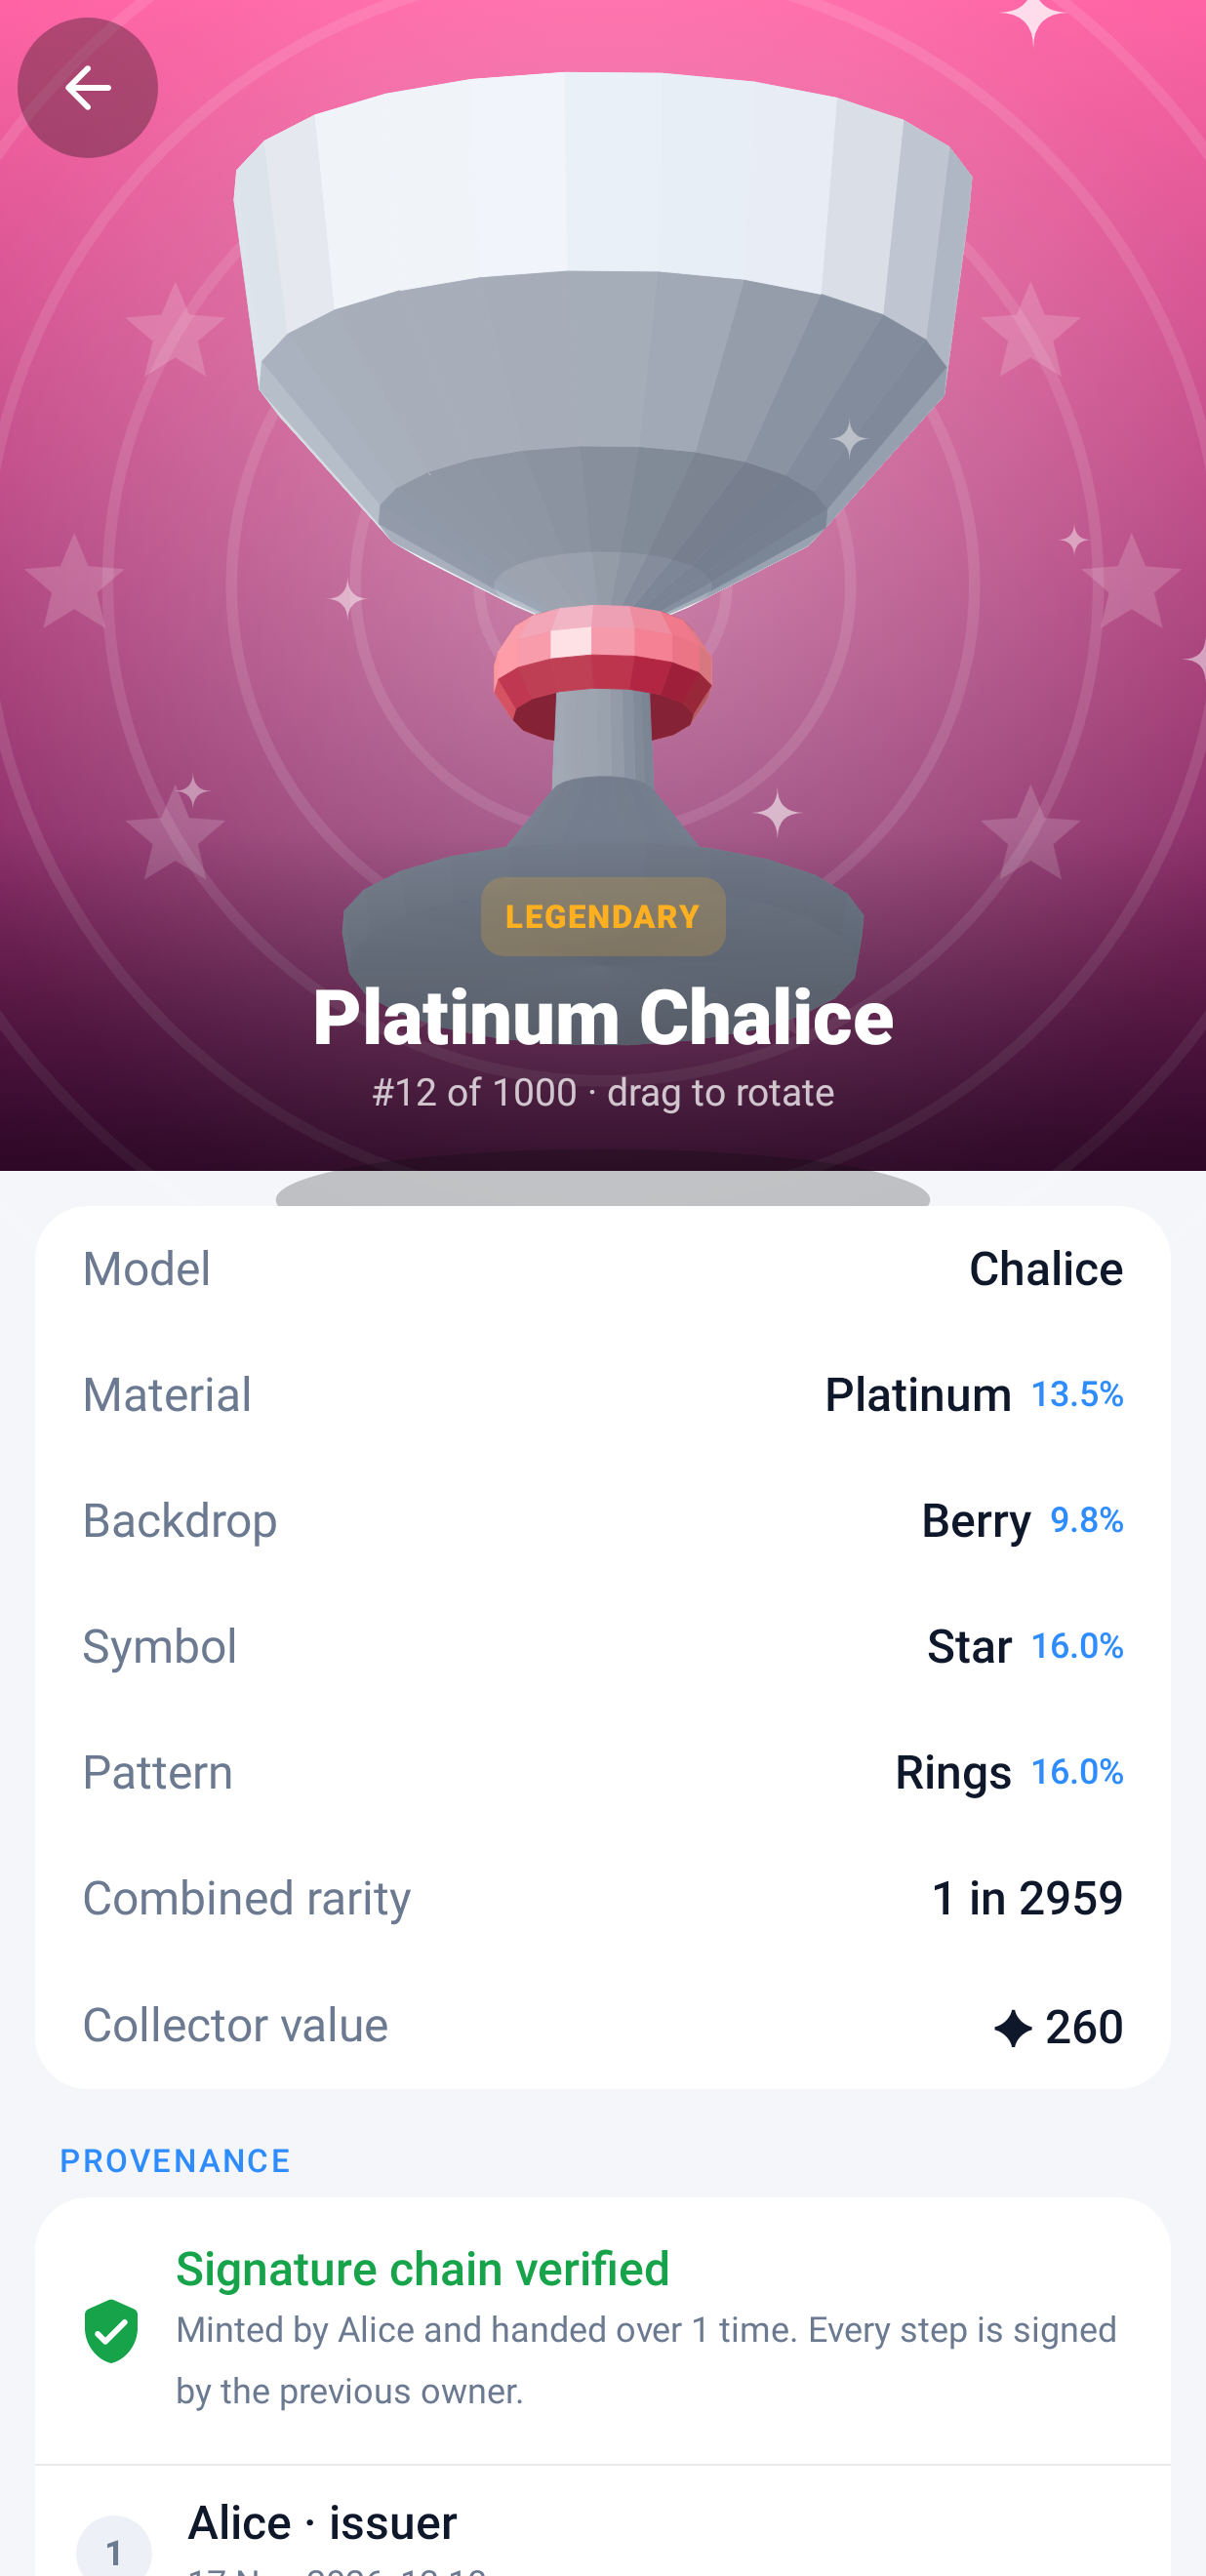 LEGENDARY
Platinum Chalice
#12 of 1000 · drag to rotate
Model Chalice
Material Platinum 13.5%
Backdrop Berry 9.8%
Symbol Star 16.0%
Pattern Rings 16.0%
Combined rarity 1 in 2959
Collector value 260
PROVENANCE
Signature chain verified
Minted by Alice and handed over 1 time. Every step is signed
by the previous owner.
1 Alice · issuer